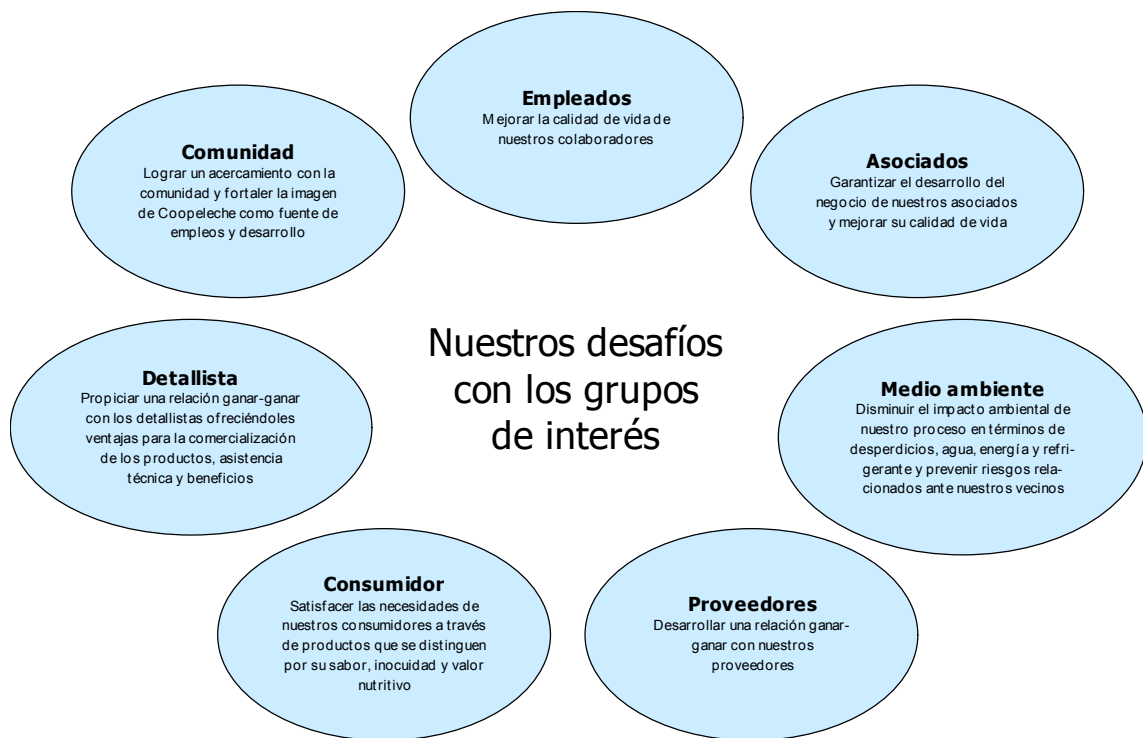 Empleados
Mejorar la calidad de vida de
nuestros colaboradores
Comunidad
Lograr un acercamiento con la
comunidad y fortaler la imagen
de Coopeleche como fuente de
empleos y desarrollo
Asociados
Garantizar el desarrollo del
negocio de nuestros asociados
y mejorar su calidad de vida
Nuestros desafíos
con los grupos
de interés
Detallista
Propiciar una relación ganar-ganar
con los detallistas ofreciéndoles
ventajas para la comercialización
de los productos, asistencia
técnica y beneficios
Medio ambiente
Disminuir el impacto ambiental de
nuestro proceso en términos de
desperdicios, agua, energía y refri-
gerante y prevenir riesgos rela-
cionados ante nuestros vecinos
Consumidor
Satisfacer las necesidades de
nuestros consumidores a través
de productos que se distinguen
por su sabor, inocuidad y valor
nutritivo
Proveedores
Desarrollar una relación ganar-
ganar con nuestros
proveedores